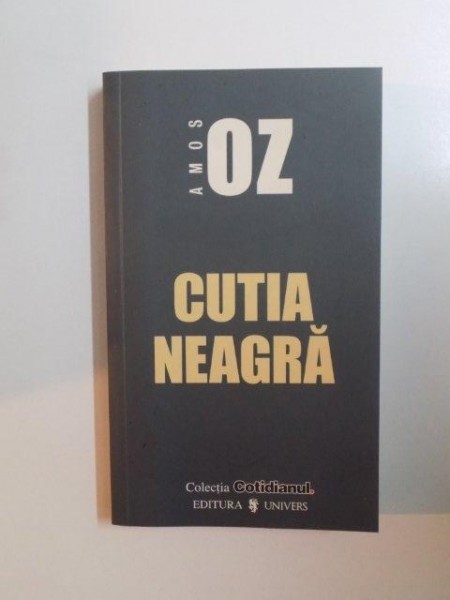 AMOS
OZ
CUTIA
NEAGRĂ
Colecția Cotidianul.
EDITURA UNIVERS